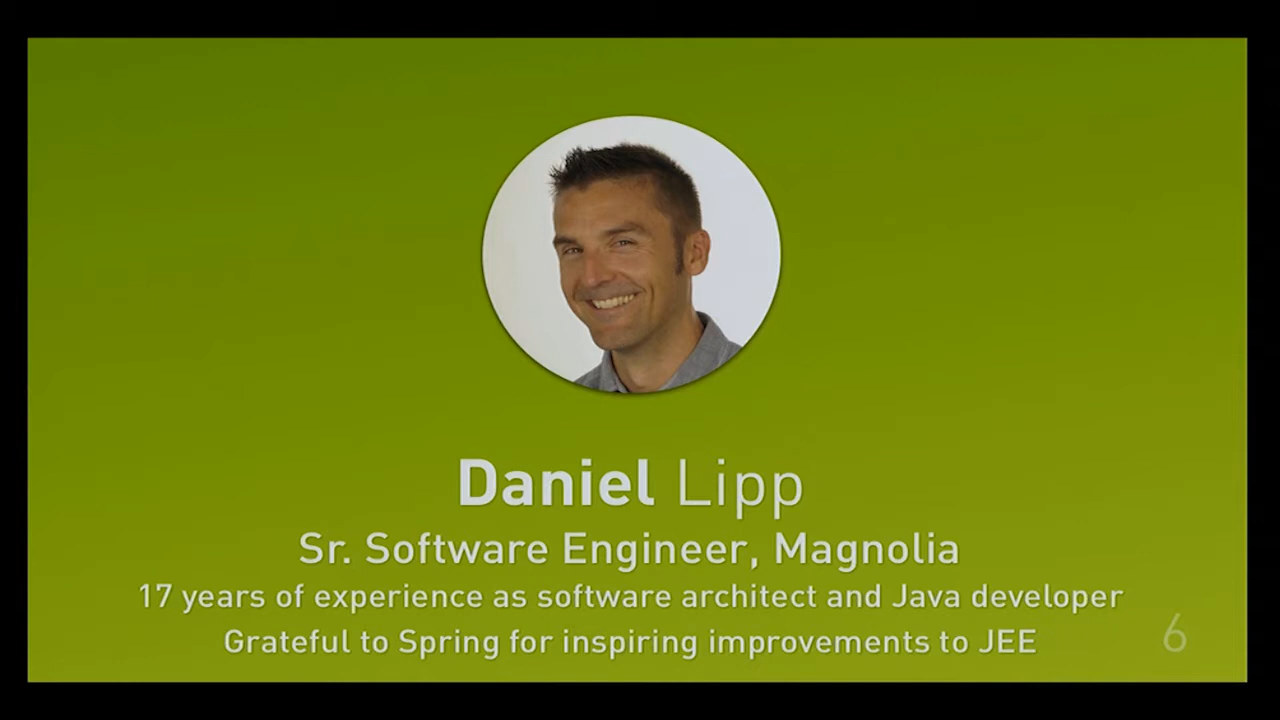 Daniel Lipp
Sr. Software Engineer, Magnolia
17 years of experience as software architect and Java developer
Grateful to Spring for inspiring improvements to JEE
6